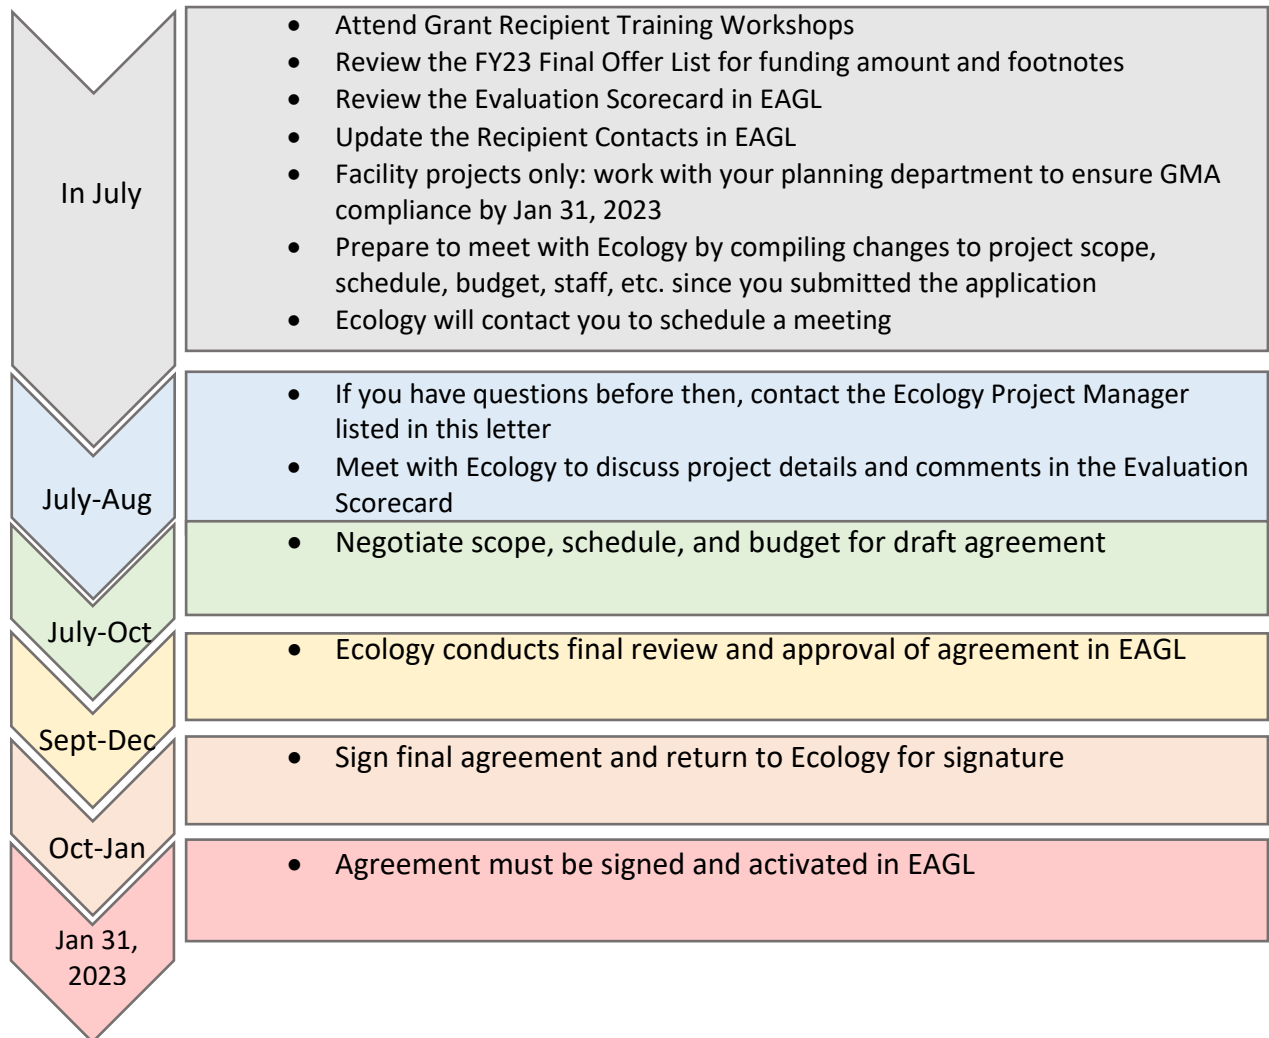 In July
• Attend Grant Recipient Training Workshops
• Review the FY23 Final Offer List for funding amount and footnotes
• Review the Evaluation Scorecard in EAGL
• Update the Recipient Contacts in EAGL
• Facility projects only: work with your planning department to ensure GMA
compliance by Jan 31, 2023
• Prepare to meet with Ecology by compiling changes to project scope,
schedule, budget, staff, etc. since you submitted the application
• Ecology will contact you to schedule a meeting
July-Aug
• If you have questions before then, contact the Ecology Project Manager
listed in this letter
• Meet with Ecology to discuss project details and comments in the Evaluation
Scorecard
July-Oct
• Negotiate scope, schedule, and budget for draft agreement
Sept-Dec
• Ecology conducts final review and approval of agreement in EAGL
Oct-Jan
• Sign final agreement and return to Ecology for signature
Jan 31,
2023
• Agreement must be signed and activated in EAGL